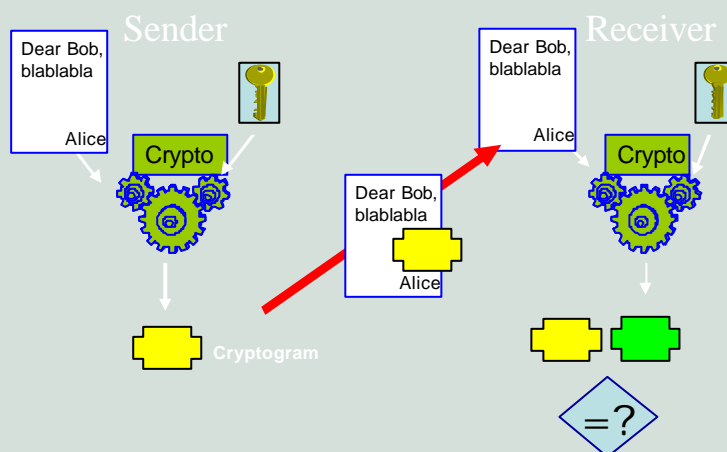 Sender
Receiver
Dear Bob,
blablabla
Alice
Crypto
Cryptogram
Dear Bob,
blablabla
Alice
Dear Bob,
blablabla
Alice
Crypto
=?